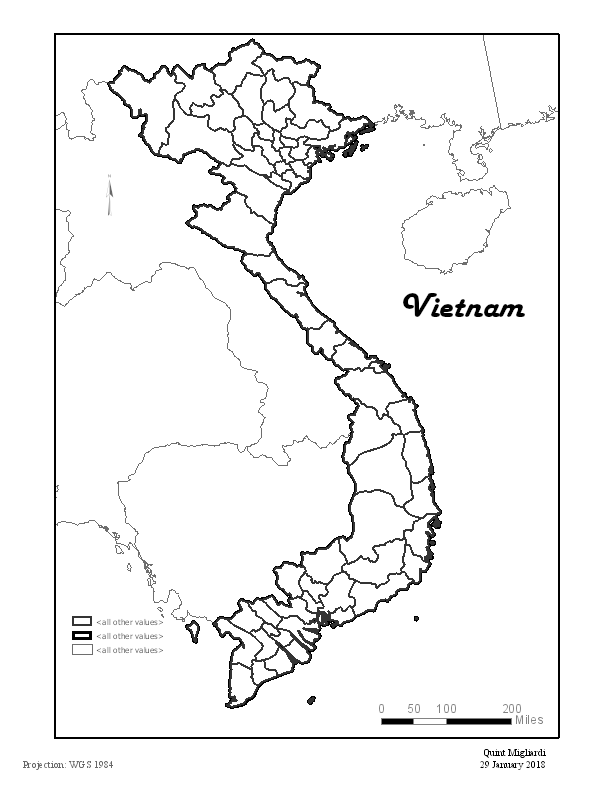 Vietnam
<all other values>
<all other values>
<all other values>
0 50 100 200
Miles
Quint Migliardi
Projection: WGS 1984
29 January 2018